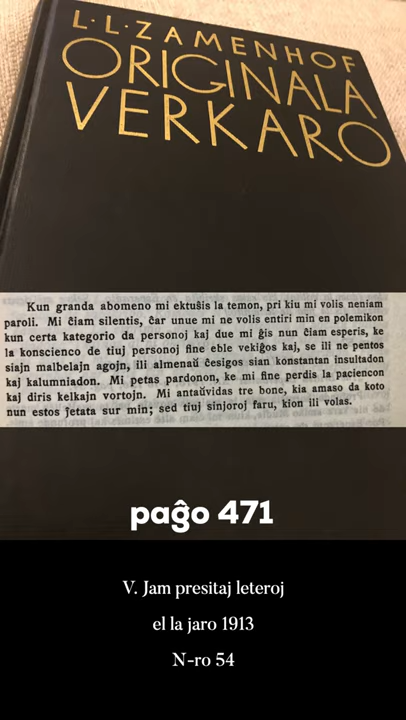 L·L·ZAMENHOF
ORIGINALA
VERKARO
Kun granda abomeno mi ektuŝis la temon, pri kiu mi volis neniam
paroli. Mi ĉiam silentis, ĉar unue mi ne volis entiri min en polemikon
kun certa kategorio da personoj kaj due mi ĝis nun ĉiam esperis, ke
la konscienco de tiuj personoj fine eble vekiĝos kaj, se ili ne pentos
siajn malbelajn agojn, ili almenaŭ ĉesigos sian konstantan insultadon
kaj kalumniadon. Mi petas pardonon, ke mi fine perdis la paciencon
kaj diris kelkajn vortojn. Mi antaŭvidas tre bone, kia amaso da koto
nun estos ĵetata sur min; sed tiuj sinjoroj faru, kion ili volas.
paĝo 471
V. Jam presitaj leteroj
el la jaro 1913
N-ro 54